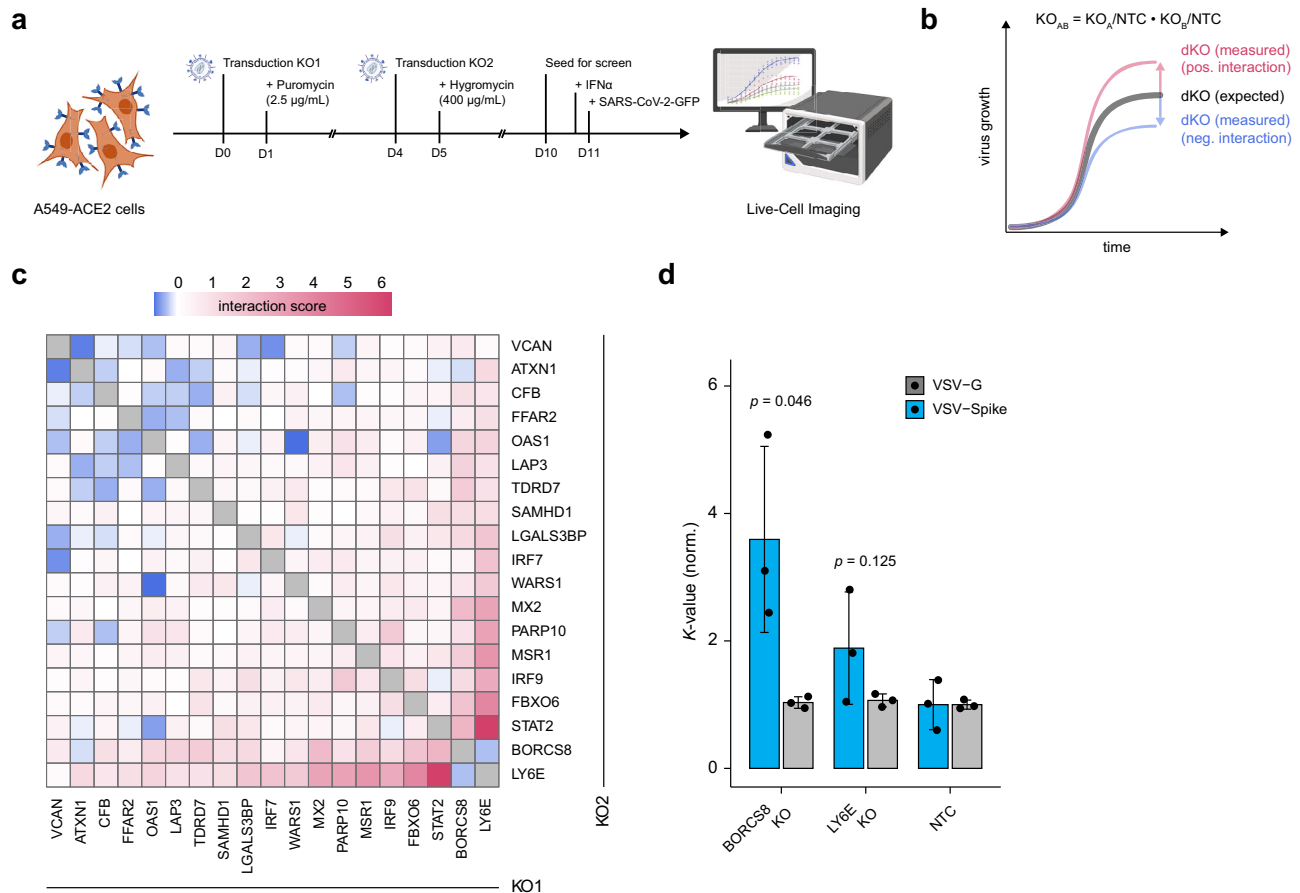 a
Transduction KO1
+ Puromycin
(2.5 µg/mL)
Transduction KO2
+ Hygromycin
(400 µg/mL)
Seed for screen
+ IFNα
+ SARS-CoV-2-GFP
D0
D1
D4
D5
D10
D11
A549-ACE2 cells
Live-Cell Imaging
b
KO_AB = KO_A/NTC • KO_B/NTC
dKO (measured)
(pos. interaction)
dKO (expected)
dKO (measured)
(neg. interaction)
virus growth
time
c
0 1 2 3 4 5 6
interaction score
VCAN
ATXN1
CFB
FFAR2
OAS1
LAP3
TDRD7
SAMHD1
LGALS3BP
IRF7
WARS1
MX2
PARP10
MSR1
IRF9
FBXO6
STAT2
BORCS8
LY6E
KO2
VCAN
ATXN1
CFB
FFAR2
OAS1
LAP3
TDRD7
SAMHD1
LGALS3BP
IRF7
WARS1
MX2
PARP10
MSR1
IRF9
FBXO6
STAT2
BORCS8
LY6E
KO1
d
VSV−G
VSV−Spike
p = 0.046
p = 0.125
K-value (norm.)
6
4
2
0
BORCS8
KO
LY6E
KO
NTC